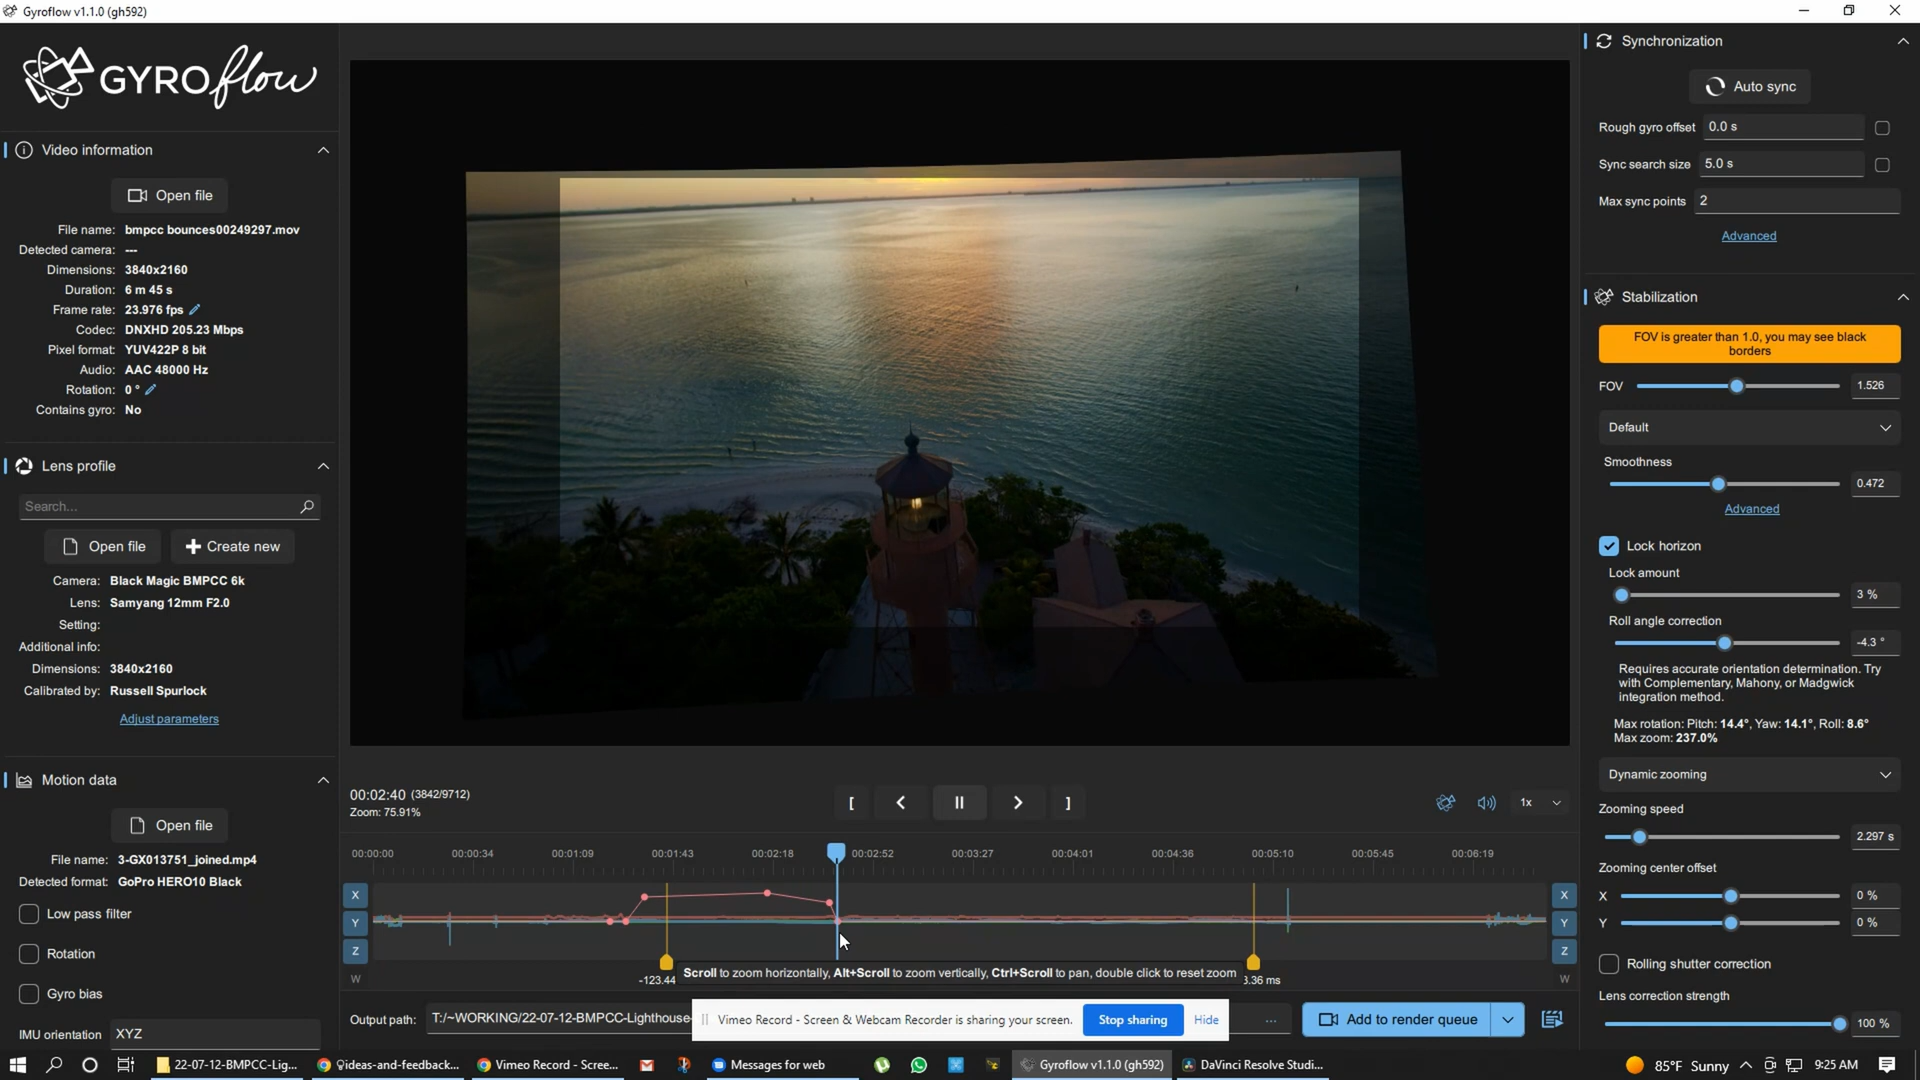 Gyroflow v1.1.0 (gh592)
GYROflow
Video information
Open file
File name: bmpcc bounces00249297.mov
Detected camera: ---
Dimensions: 3840x2160
Duration: 6 m 45 s
Frame rate: 23.976 fps
Codec: DNXHD 205.23 Mbps
Pixel format: YUV422P 8 bit
Audio: AAC 48000 Hz
Rotation: 0 °
Contains gyro: No
Lens profile
Search...
Open file
Create new
Camera: Black Magic BMPCC 6k
Lens: Samyang 12mm F2.0
Setting:
Additional info:
Dimensions: 3840x2160
Calibrated by: Russell Spurlock
Adjust parameters
Motion data
Open file
File name: 3-GX013751_joined.mp4
Detected format: GoPro HERO10 Black
Low pass filter
Rotation
Gyro bias
IMU orientation XYZ
00:02:40 (3842/9712)
Zoom: 75.91%
[
]
1x
00:00:00 00:00:34 00:01:09 00:01:43 00:02:18 00:02:52 00:03:27 00:04:01 00:04:36 00:05:10 00:05:45 00:06:19
X X
Y Y
Z Z
W W
Scroll to zoom horizontally, Alt+Scroll to zoom vertically, Ctrl+Scroll to pan, double click to reset zoom
-123.44 3.36 ms
Output path: T:/~WORKING/22-07-12-BMPCC-Lighthouse- ...
Vimeo Record - Screen & Webcam Recorder is sharing your screen. Stop sharing Hide
Add to render queue
Synchronization
Auto sync
Rough gyro offset 0.0 s
Sync search size 5.0 s
Max sync points 2
Advanced
Stabilization
FOV is greater than 1.0, you may see black
borders
FOV 1.526
Default
Smoothness
0.472
Advanced
Lock horizon
Lock amount
3 %
Roll angle correction
-4.3 °
Requires accurate orientation determination. Try
with Complementary, Mahony, or Madgwick
integration method.
Max rotation: Pitch: 14.4°, Yaw: 14.1°, Roll: 8.6°
Max zoom: 237.0%
Dynamic zooming
Zooming speed
2.297 s
Zooming center offset
X 0 %
Y 0 %
Rolling shutter correction
Lens correction strength
100 %
22-07-12-BMPCC-Lig... ideas-and-feedback... Vimeo Record - Scree... Messages for web Gyroflow v1.1.0 (gh592) DaVinci Resolve Studi... 85°F Sunny 9:25 AM